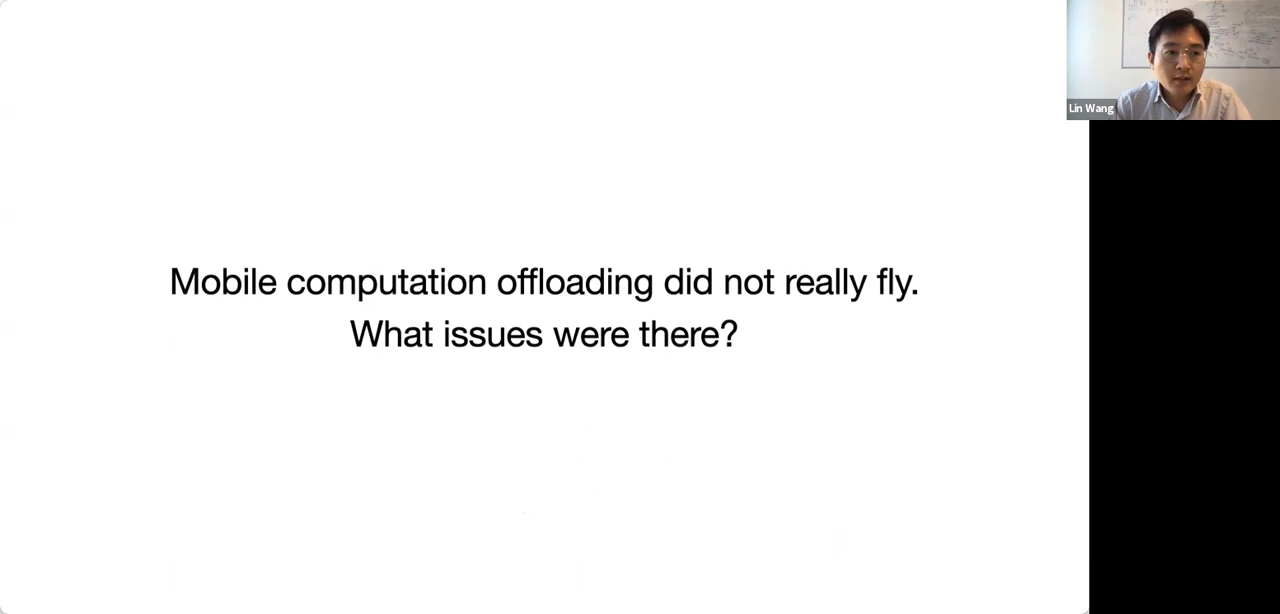 Mobile computation offloading did not really fly.
What issues were there?
Lin Wang